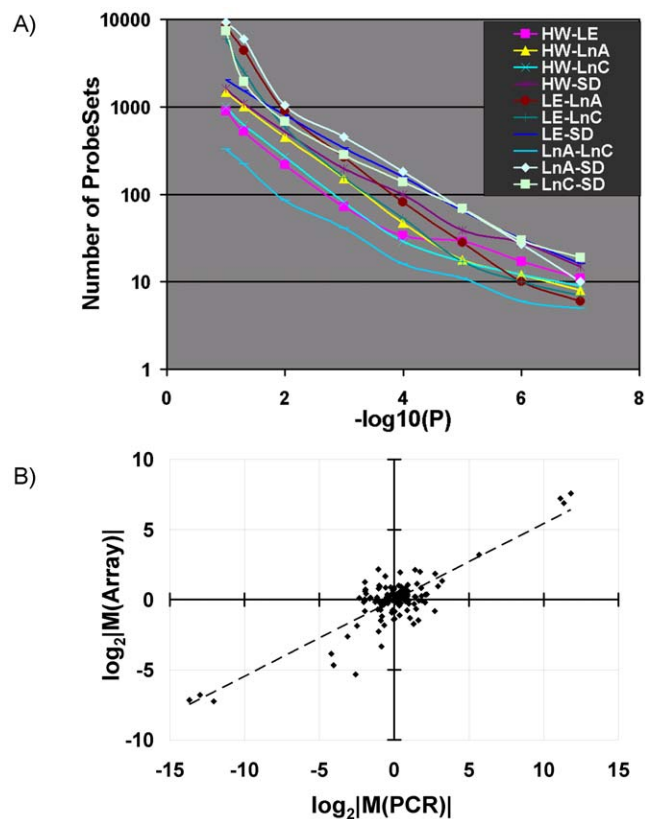 A)
Number of ProbeSets
10000
1000
100
10
1
0 2 4 6 8
-log10(P)
HW-LE
HW-LnA
HW-LnC
HW-SD
LE-LnA
LE-LnC
LE-SD
LnA-LnC
LnA-SD
LnC-SD
B)
log2|M(Array)|
10
5
0
-5
-10
-15 -10 -5 0 5 10 15
log2|M(PCR)|